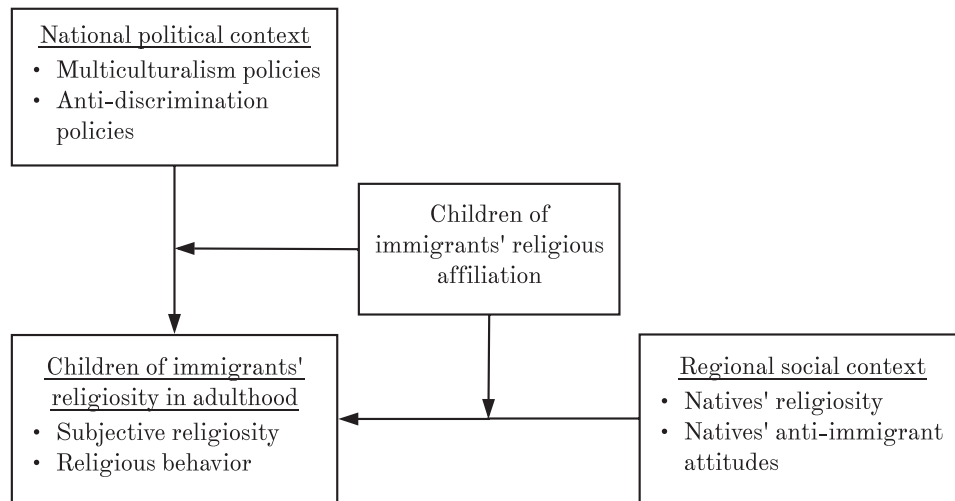 National political context
• Multiculturalism policies
• Anti-discrimination
policies
Children of
immigrants' religious
affiliation
Children of immigrants'
religiosity in adulthood
• Subjective religiosity
• Religious behavior
Regional social context
• Natives' religiosity
• Natives' anti-immigrant
attitudes